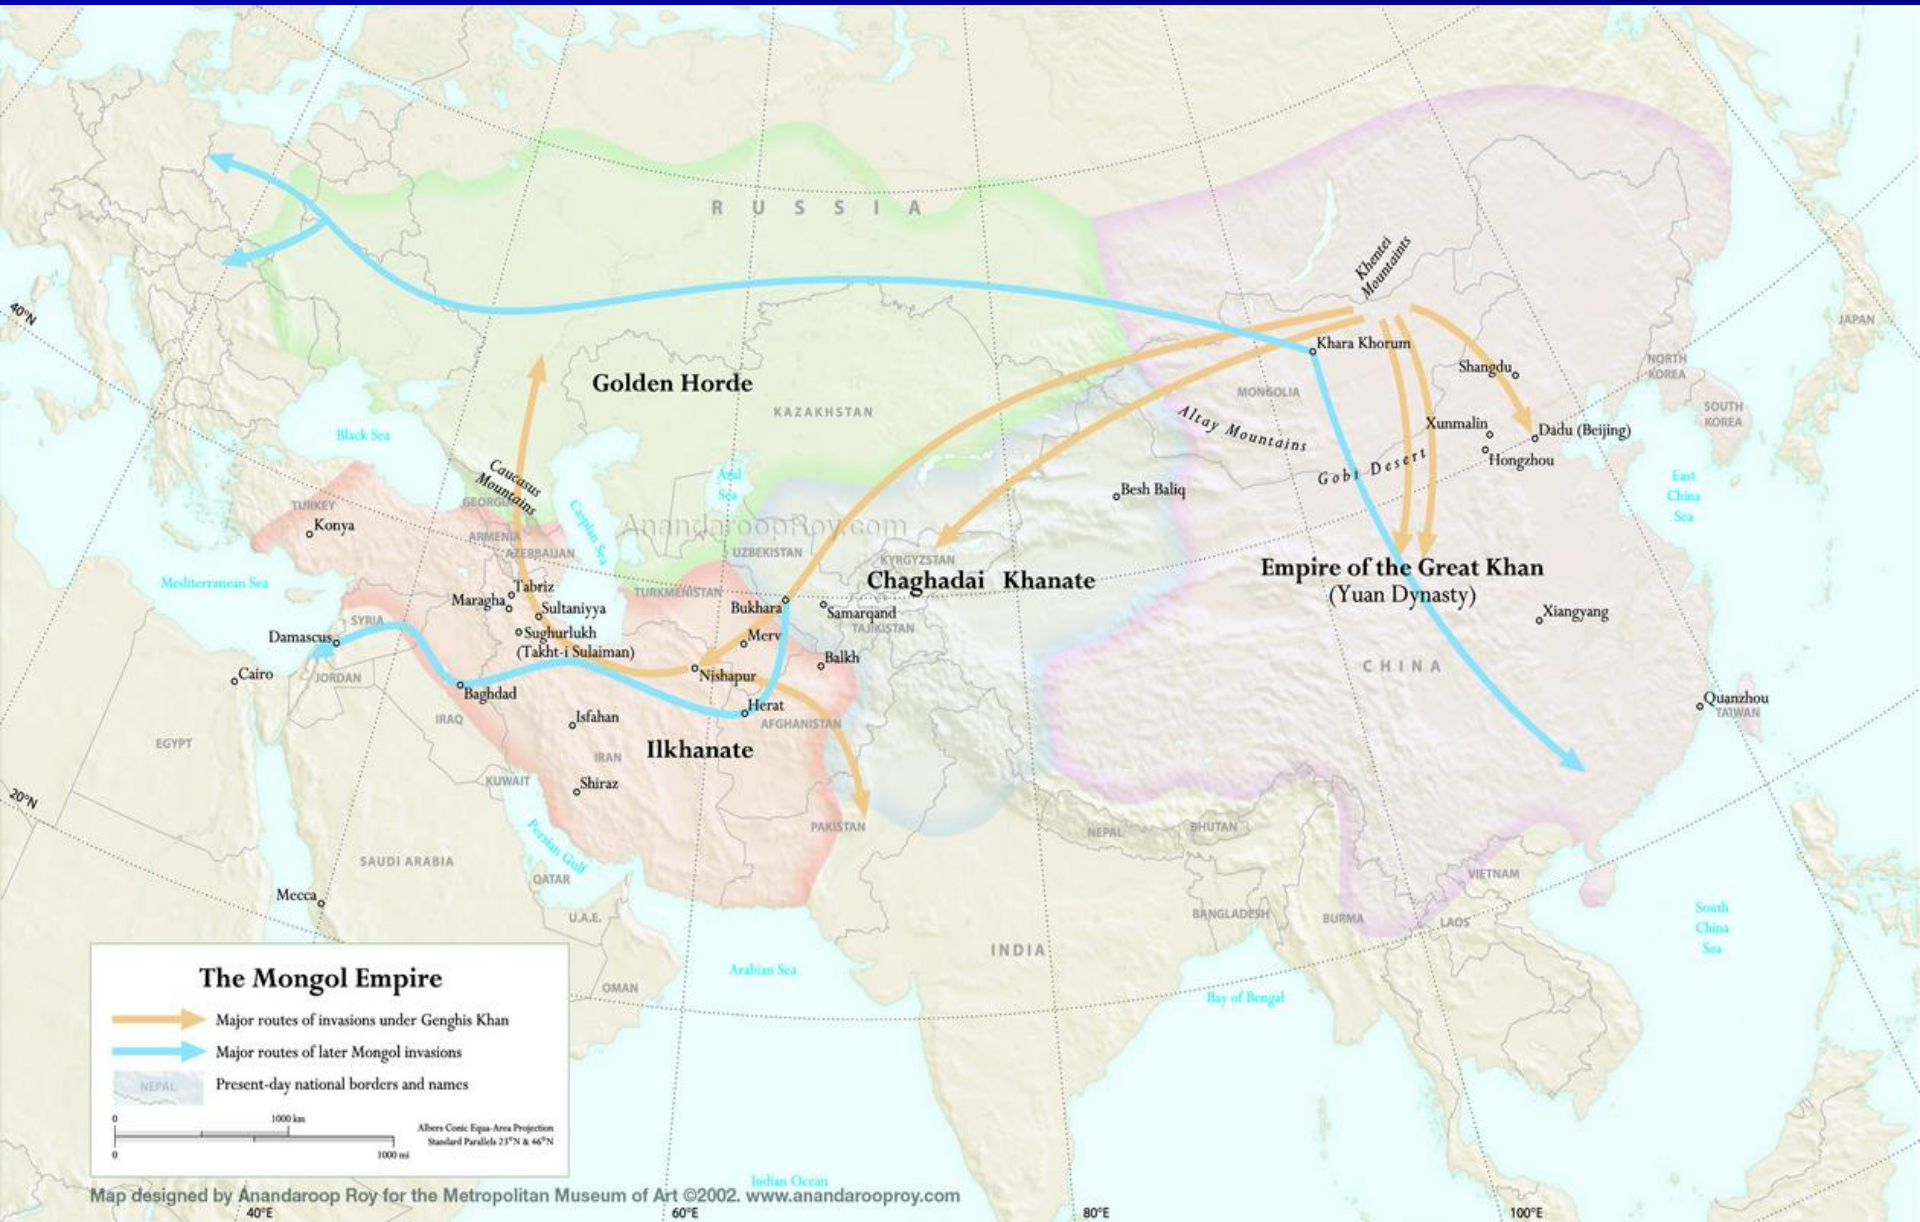 RUSSIA
Khentei
Mountaints
40°N
JAPAN
Khara Khorum
NORTH
KOREA
Shangdu
Golden Horde
MONGOLIA
KAZAKHSTAN
SOUTH
KOREA
Altay Mountains
Xunmalin
Dadu (Beijing)
Black Sea
Hongzhou
Gobi Desert
Caucasus
Mountains
Aral
Sea
East
China
Sea
Besh Baliq
TURKEY
GEORGIA
Konya
Caspian Sea
AnandaroopRoy.com
ARMENIA
AZERBAIJAN
UZBEKISTAN
KYRGYZSTAN
Empire of the Great Khan
(Yuan Dynasty)
Mediterranean Sea
Chaghadai Khanate
Tabriz
TURKMENISTAN
Maragha
Sultaniyya
Bukhara
Samarqand
Xiangyang
SYRIA
TAJIKISTAN
Damascus
Sughurlukh
(Takht-i Sulaiman)
Merv
Balkh
CHINA
Cairo
JORDAN
Nishapur
Baghdad
Quanzhou
TAIWAN
Herat
IRAQ
Isfahan
AFGHANISTAN
EGYPT
Ilkhanate
IRAN
KUWAIT
Shiraz
20°N
PAKISTAN
NEPAL
BHUTAN
Persian Gulf
SAUDI ARABIA
QATAR
VIETNAM
Mecca
U.A.E.
BANGLADESH
BURMA
LAOS
South
China
Sea
INDIA
Arabian Sea
OMAN
Bay of Bengal
The Mongol Empire
Major routes of invasions under Genghis Khan
Major routes of later Mongol invasions
NEPAL
Present-day national borders and names
0
1000 km
0
1000 mi
Albers Conic Equa-Area Projection
Standard Parallels 23°N & 46°N
Indian Ocean
Map designed by Anandaroop Roy for the Metropolitan Museum of Art ©2002. www.anandarooproy.com
40°E
60°E
80°E
100°E